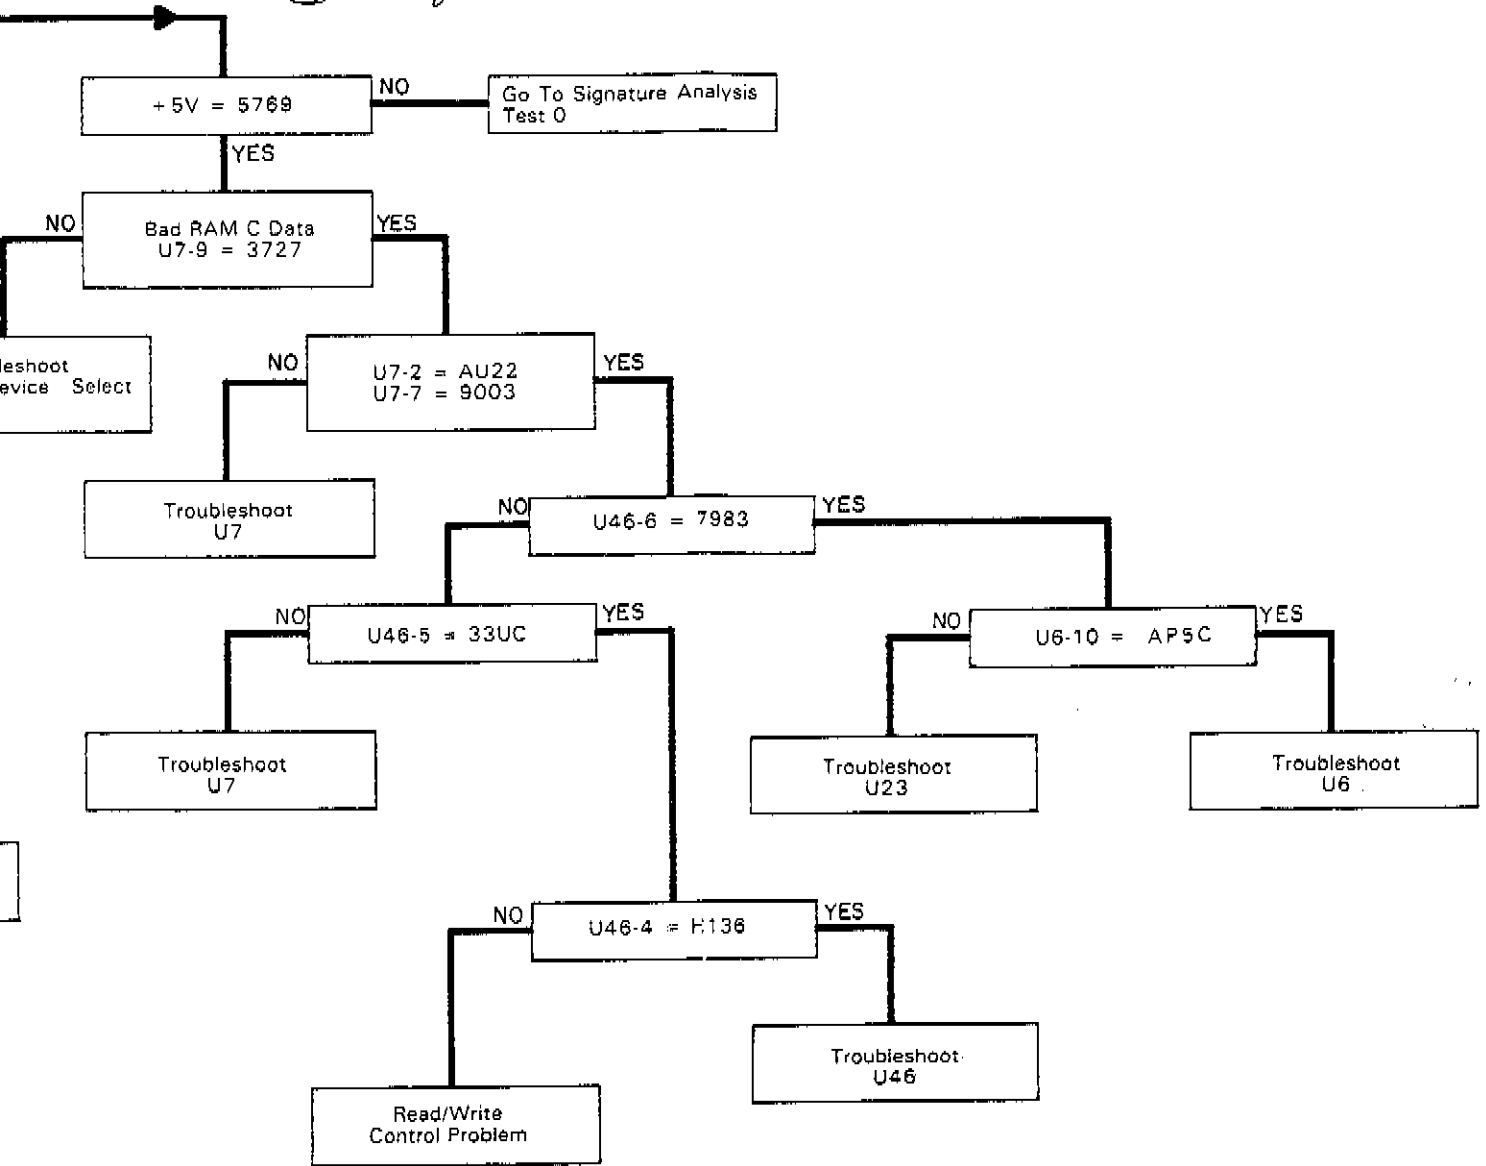 +5V = 5769
NO
Go To Signature Analysis
Test 0
YES
NO
Bad RAM C Data
U7-9 = 3727
YES
NO
U7-2 = AU22
U7-7 = 9003
YES
leshoot
evice Select
Troubleshoot
U7
NO
U46-6 = 7983
YES
NO
U46-5 = 33UC
YES
NO
U6-10 = AP5C
YES
Troubleshoot
U7
Troubleshoot
U23
Troubleshoot
U6
NO
U46-4 = H136
YES
Troubleshoot
U46
Read/Write
Control Problem